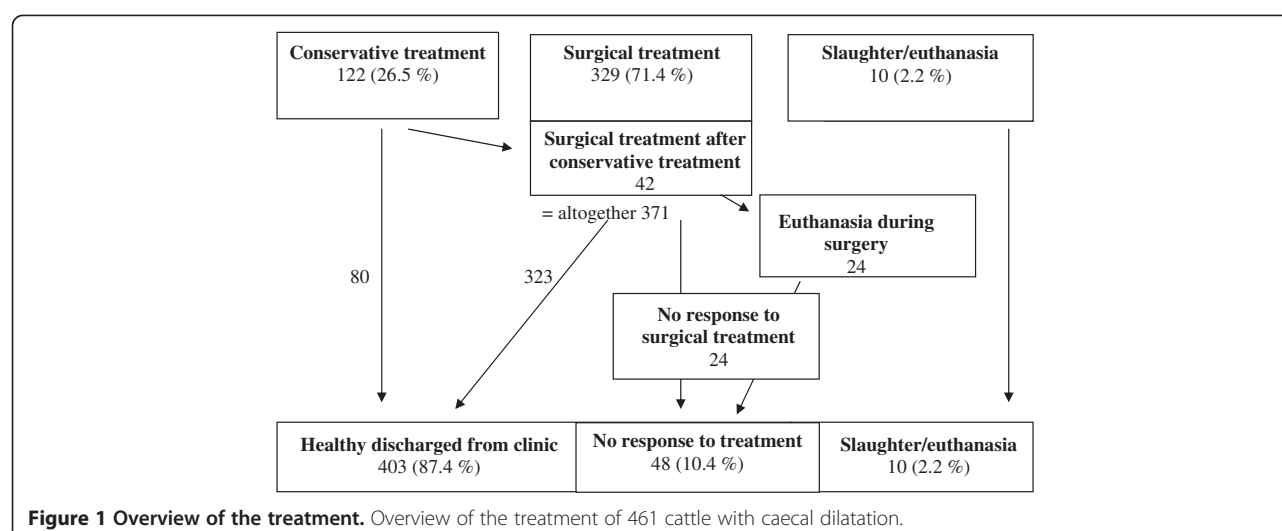 Conservative treatment
122 (26.5 %)
Surgical treatment
329 (71.4 %)
Slaughter/euthanasia
10 (2.2 %)
Surgical treatment after
conservative treatment
42
= altogether 371
Euthanasia during
surgery
24
80
323
No response to
surgical treatment
24
Healthy discharged from clinic
403 (87.4 %)
No response to treatment
48 (10.4 %)
Slaughter/euthanasia
10 (2.2 %)
Figure 1 Overview of the treatment. Overview of the treatment of 461 cattle with caecal dilatation.